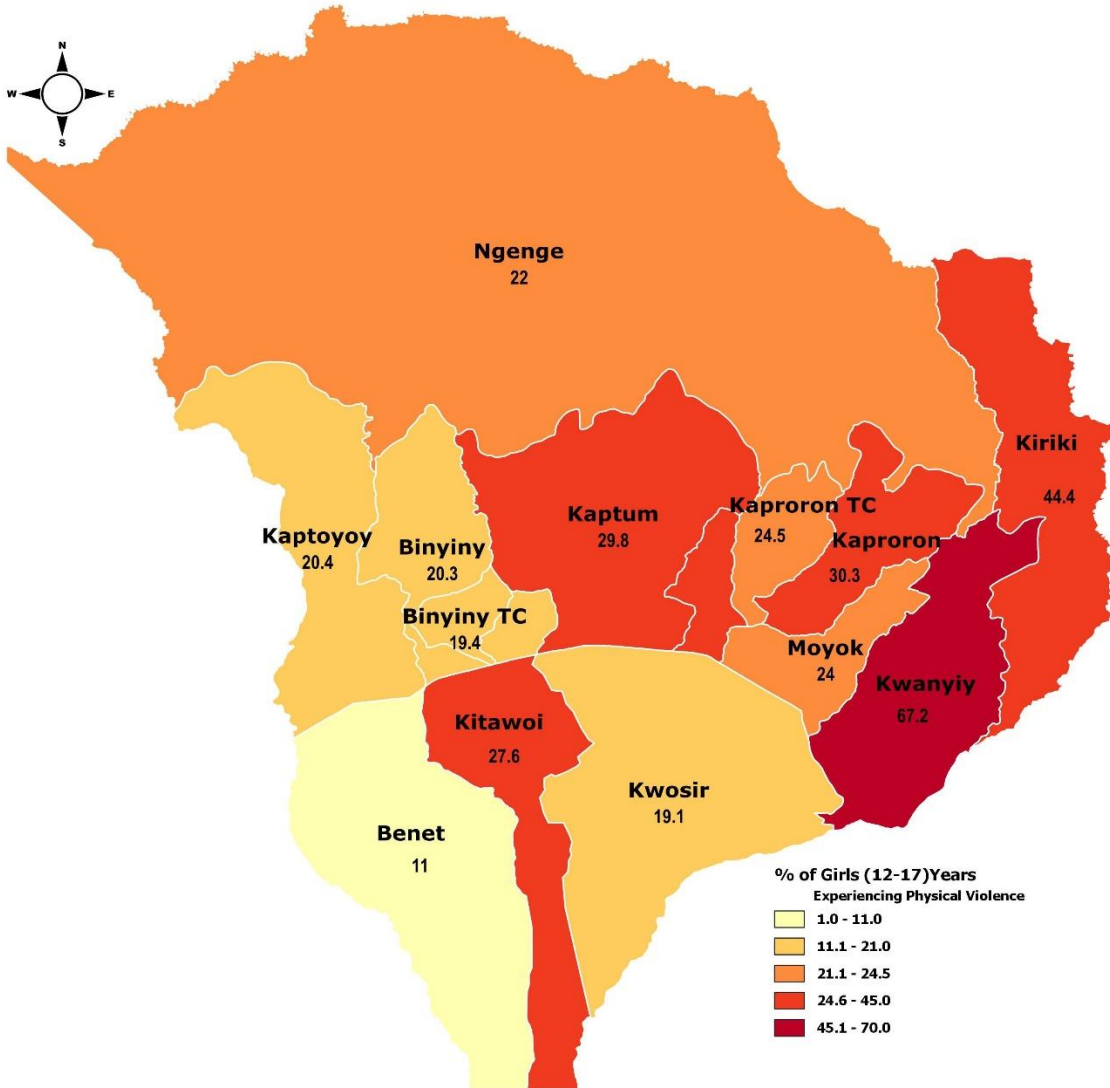 N
W E
S
Ngenge
22
Kiriki
44.4
Kaptum
29.8
Kaproron TC
24.5
Kaproron
30.3
Kaptoyoy
20.4
Binyiny
20.3
Binyiny TC
19.4
Moyok
24
Kwanyiy
67.2
Kitawoi
27.6
Kwosir
19.1
Benet
11
% of Girls (12-17)Years
Experiencing Physical Violence
1.0 - 11.0
11.1 - 21.0
21.1 - 24.5
24.6 - 45.0
45.1 - 70.0